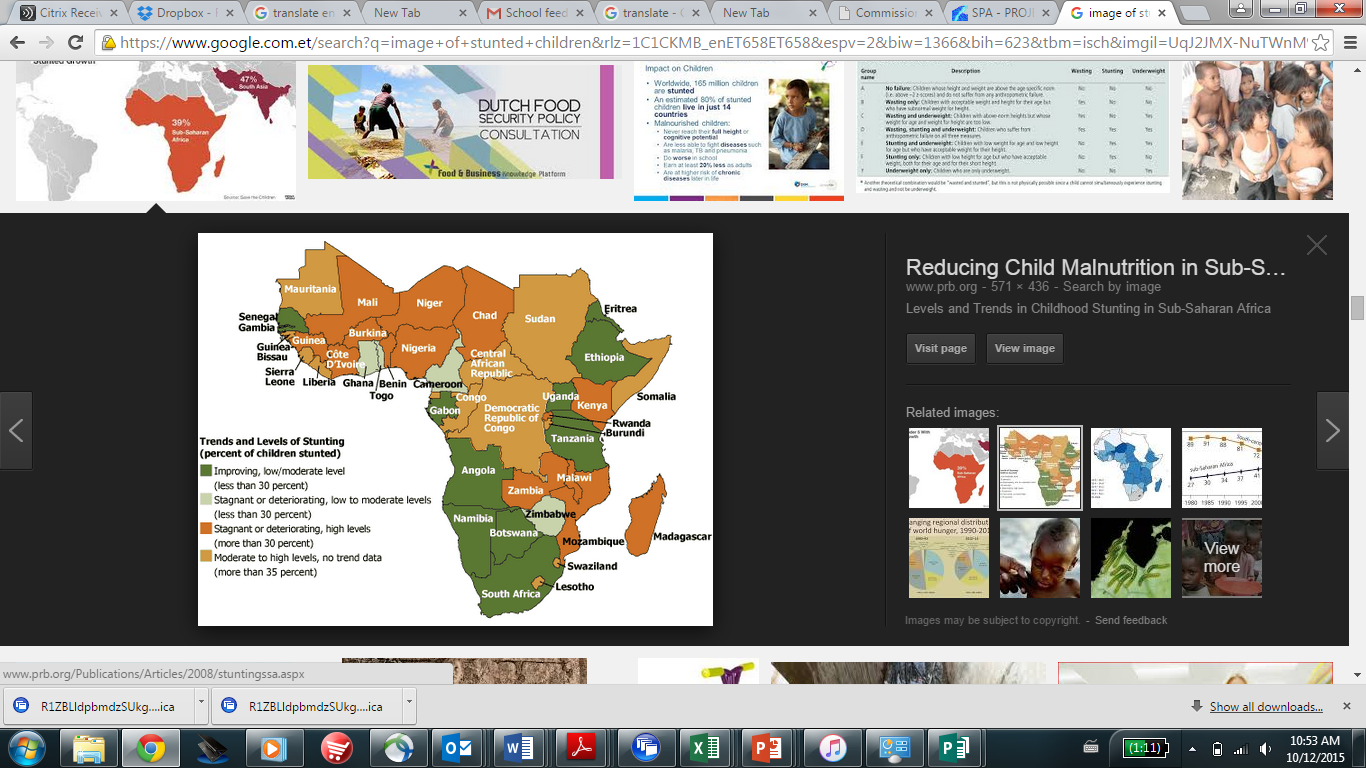 Citrix Receiv
Dropbox - F
translate en
New Tab
School feed
translate - G
New Tab
Commission
SPA - PROJE
image of stu
https://www.google.com.et/search?q=image+of+stunted+children&rlz=1C1CKMB_enET658ET658&espv=2&biw=1366&bih=623&tbm=isch&imgil=UqJ2JMX-NuTWnM
Stunted Growth
47%
South Asia
39%
Sub-Saharan
Africa
Source: Save the Children
DUTCH FOOD
SECURITY POLICY
CONSULTATION
Food & Business Knowledge Platform
Impact on Children
• Worldwide, 165 million children
are stunted
• An estimated 80% of stunted
children live in just 14
countries
• Malnourished children:
Never reach their full height or
cognitive potential
Are less able to fight diseases such
as malaria, TB and pneumonia
Do worse in school
Earn at least 20% less as adults
Are at higher risk of chronic
diseases later in life
Group
name
Description
Wasting
Stunting
Underweight
Reducing Child Malnutrition in Sub-S...
www.prb.org - 571 × 436 - Search by image
Levels and Trends in Childhood Stunting in Sub-Saharan Africa
Visit page
View image
Related images:
View
more
Images may be subject to copyright. - Send feedback
Mauritania
Mali
Niger
Chad
Sudan
Eritrea
Senegal
Gambia
Guinea-
Bissau
Guinea
Burkina
Nigeria
Ethiopia
Côte
D'Ivoire
Central
African
Republic
Sierra
Leone
Liberia
Ghana
Togo
Benin
Cameroon
Somalia
Gabon
Congo
Democratic
Republic of
Congo
Uganda
Kenya
Rwanda
Burundi
Tanzania
Angola
Malawi
Zambia
Zimbabwe
Namibia
Botswana
Mozambique
Madagascar
Swaziland
Lesotho
South Africa
Trends and Levels of Stunting
(percent of children stunted)
Improving, low/moderate level
(less than 30 percent)
Stagnant or deteriorating, low to moderate levels
(less than 30 percent)
Stagnant or deteriorating, high levels
(more than 30 percent)
Moderate to high levels, no trend data
(more than 35 percent)
www.prb.org/Publications/Articles/2008/stuntingssa.aspx
R1ZBLldpbmdzSUkg....ica
R1ZBLldpbmdzSUkg....ica
Show all downloads...
(1:11)
10:53 AM
10/12/2015